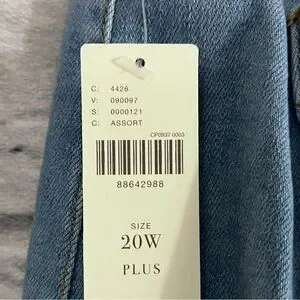 C: 4426
V: 090097
S: 0000121
C: ASSORT
CP0937 0003
88642988
SIZE
20W
PLUS